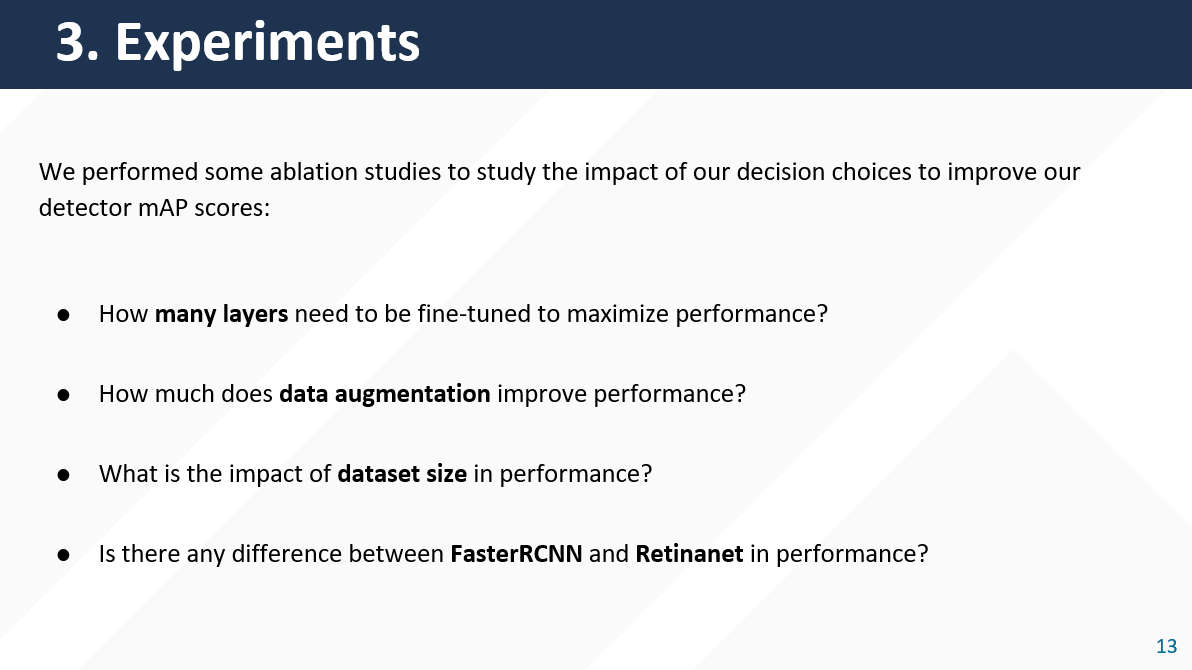 3. Experiments
We performed some ablation studies to study the impact of our decision choices to improve our
detector mAP scores:
● How many layers need to be fine-tuned to maximize performance?
● How much does data augmentation improve performance?
● What is the impact of dataset size in performance?
● Is there any difference between FasterRCNN and Retinanet in performance?
13